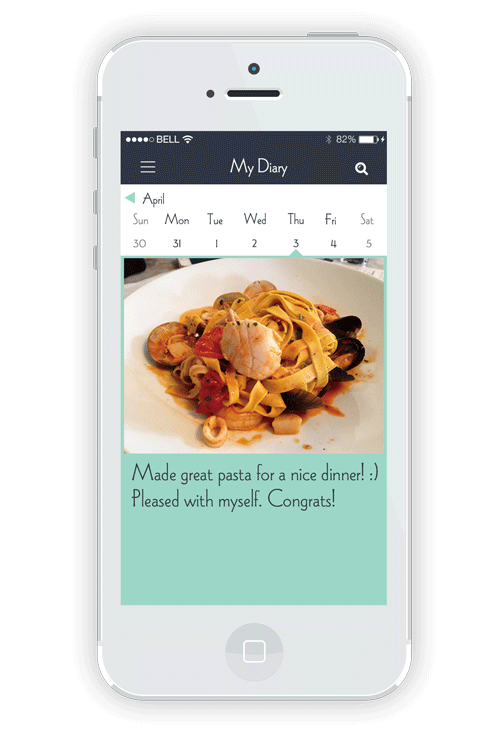 BELL 82%
My Diary
April
Sun Mon Tue Wed Thu Fri Sat
30 31 1 2 3 4 5
Made great pasta for a nice dinner! :)
Pleased with myself. Congrats!